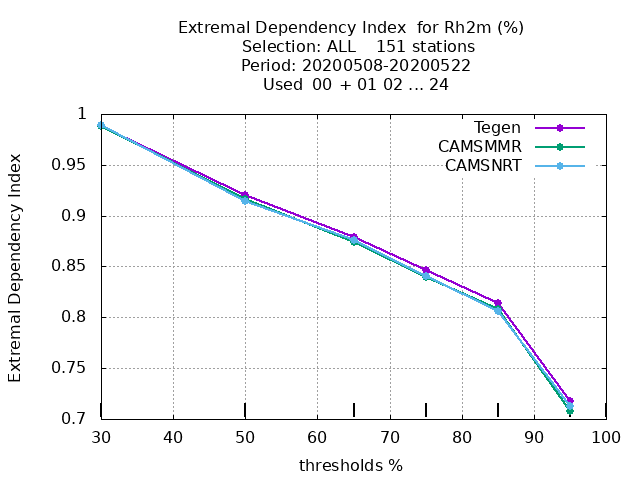 Extremal Dependency Index  for Rh2m (%)
Selection: ALL    151 stations
Period: 20200508-20200522
Used  00 + 01 02 ... 24
Tegen
CAMSMMR
CAMSNRT
Extremal Dependency Index
1
0.95
0.9
0.85
0.8
0.75
0.7
30 40 50 60 70 80 90 100
thresholds %